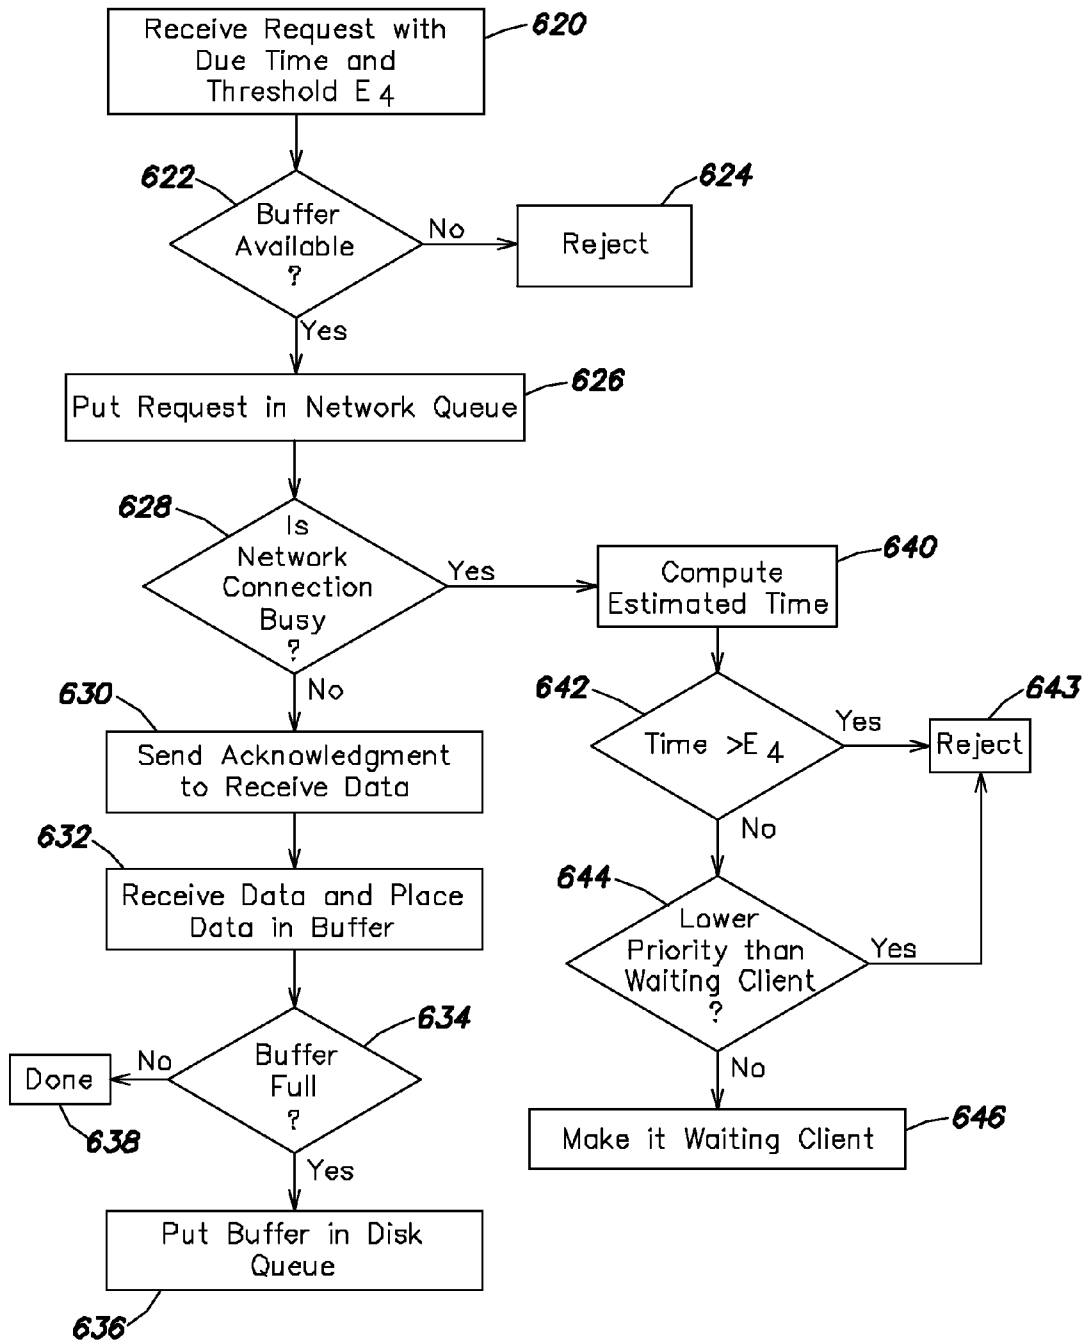 Receive Request with
Due Time and
Threshold E4
620
622
Buffer
Available
?
No
624
Reject
Yes
626
Put Request in Network Queue
628
Is
Network
Connection
Busy
?
Yes
640
Compute
Estimated Time
No
630
Send Acknowledgment
to Receive Data
642
Time >E4
Yes
643
Reject
No
632
Receive Data and Place
Data in Buffer
644
Lower
Priority than
Waiting Client
?
Yes
634
Buffer
Full
?
No
Done
638
No
646
Make it Waiting Client
Yes
Put Buffer in Disk
Queue
636